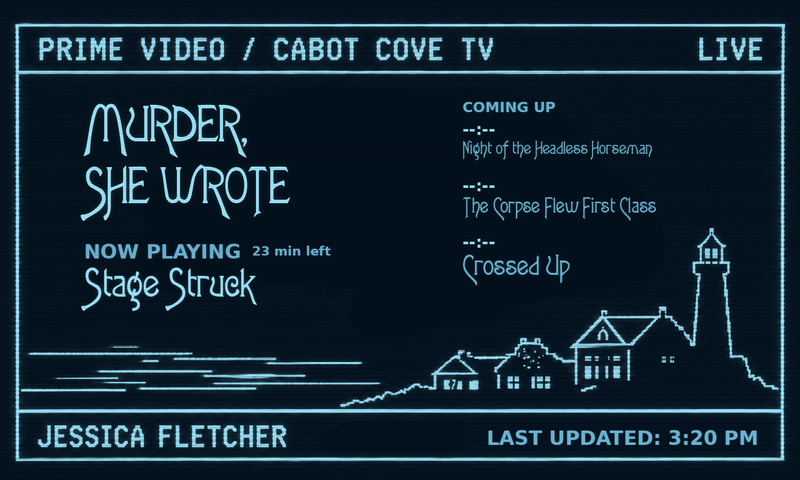 PRIME VIDEO / CABOT COVE TV
LIVE
MURDER,
SHE WROTE
NOW PLAYING 23 min left
Stage Struck
COMING UP
--:--
Night of the Headless Horseman
--:--
The Corpse Flew First Class
--:--
Crossed Up
JESSICA FLETCHER
LAST UPDATED: 3:20 PM